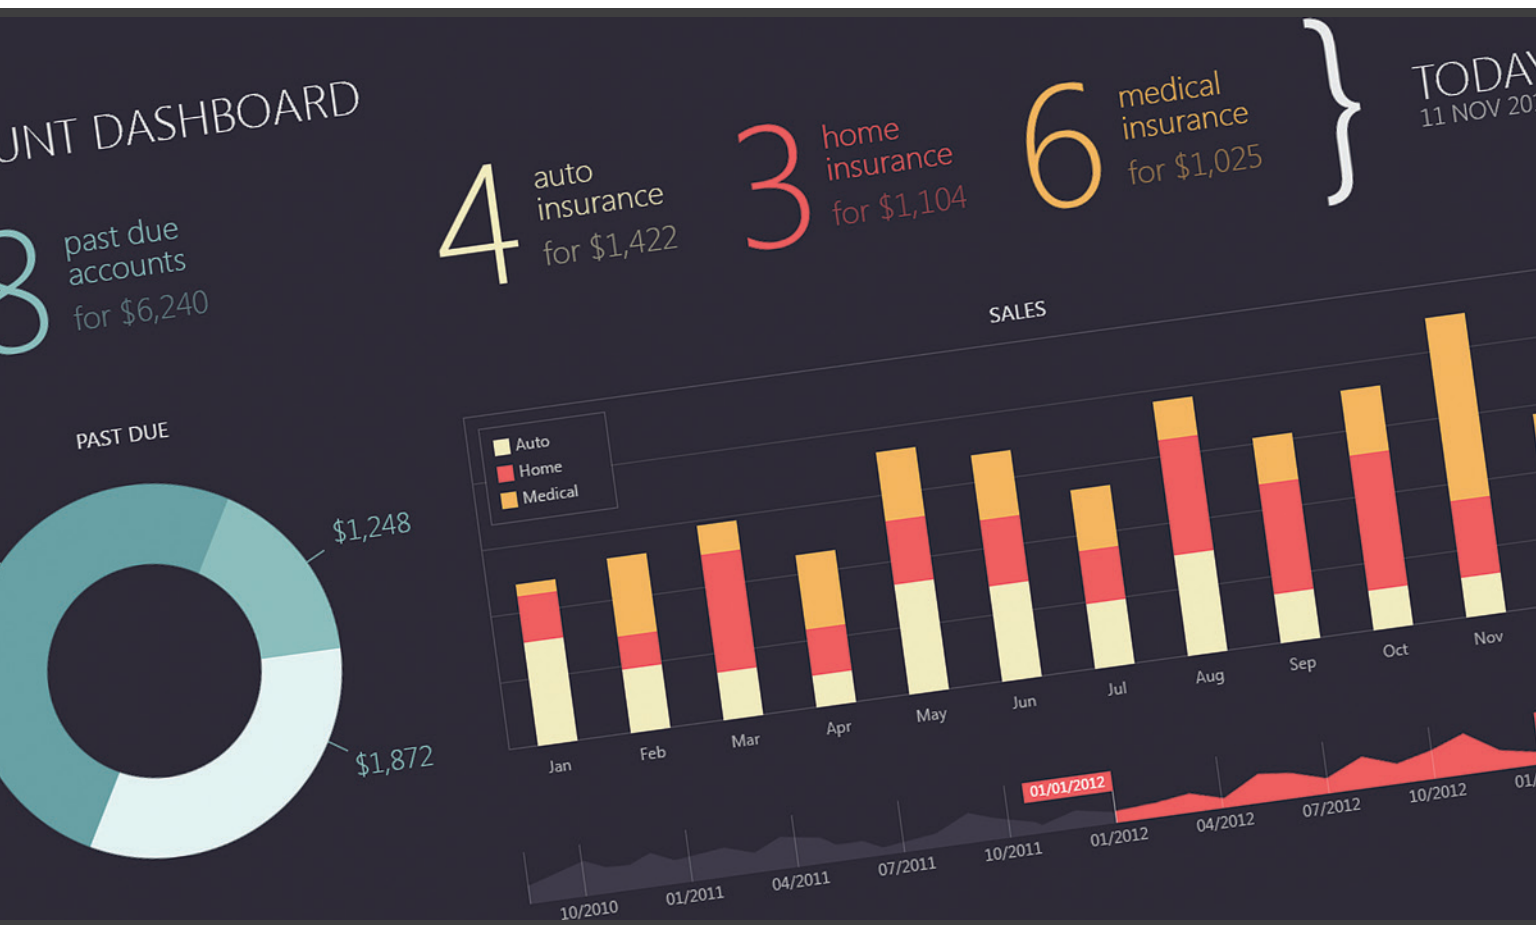 UNT DASHBOARD
8
past due
accounts
for $6,240
4
auto
insurance
for $1,422
3
home
insurance
for $1,104
6
medical
insurance
for $1,025
}
TODAY
11 NOV 20
PAST DUE
$1,248
$1,872
SALES
Auto
Home
Medical
Jan
Feb
Mar
Apr
May
Jun
Jul
Aug
Sep
Oct
Nov
01/01/2012
10/2010
01/2011
04/2011
07/2011
10/2011
01/2012
04/2012
07/2012
10/2012
01/